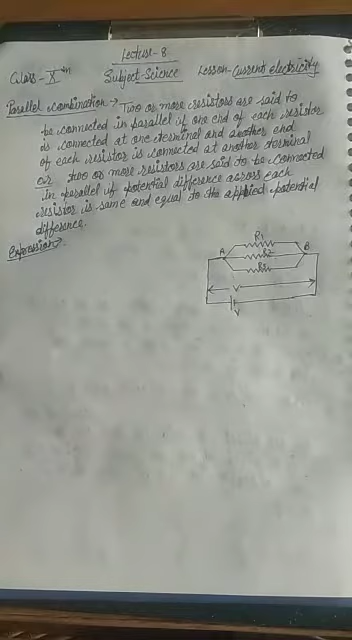 Lecture-8
Class-Xth Subject-Science Lesson-Current electricity
Parallel combination → Two or more resistors are said to
be connected in parallel if one end of each resistor
is connected at one terminal and another end
of each resistor is connected at another terminal
or two or more resistors are said to be connected
in parallel if potential difference across each
resistor is same and equal to the applied potential
difference.
Expression →
R1
A R2 B
R3
V
V